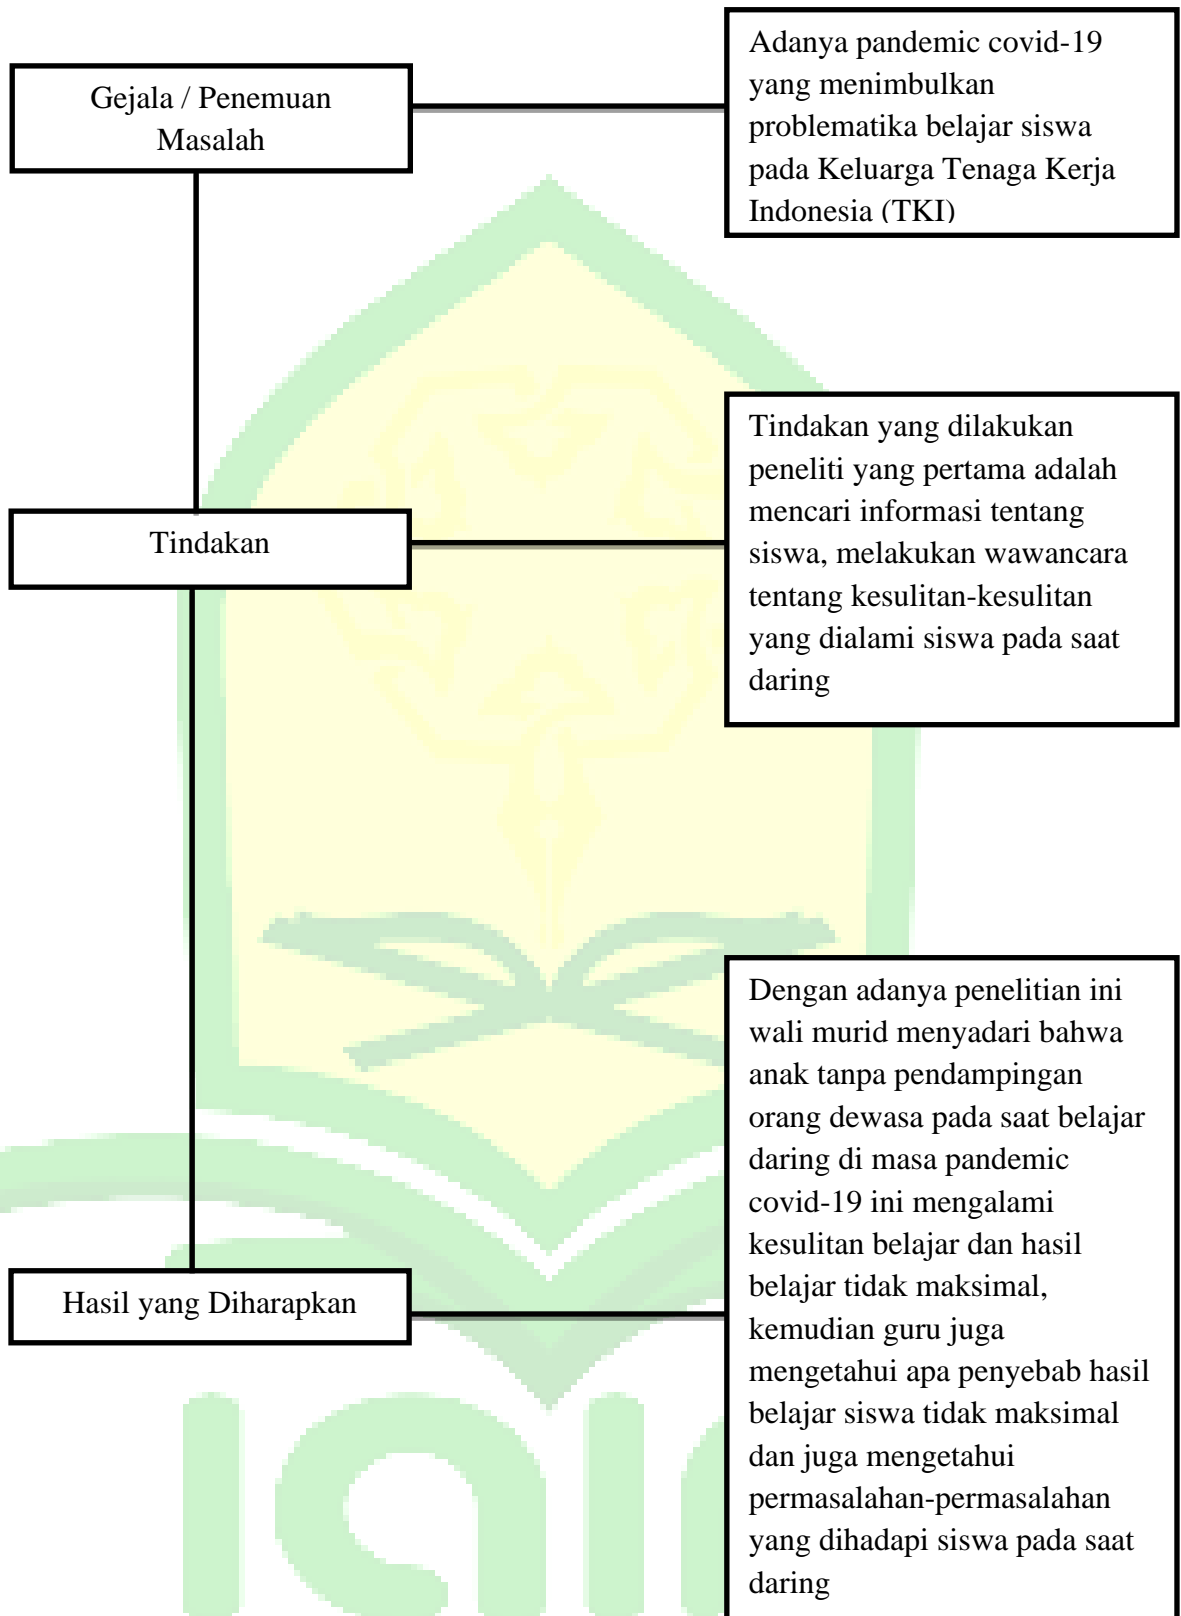 Gejala / Penemuan
Masalah
Adanya pandemic covid-19
yang menimbulkan
problematika belajar siswa
pada Keluarga Tenaga Kerja
Indonesia (TKI)
Tindakan
Tindakan yang dilakukan
peneliti yang pertama adalah
mencari informasi tentang
siswa, melakukan wawancara
tentang kesulitan-kesulitan
yang dialami siswa pada saat
daring
Hasil yang Diharapkan
Dengan adanya penelitian ini
wali murid menyadari bahwa
anak tanpa pendampingan
orang dewasa pada saat belajar
daring di masa pandemic
covid-19 ini mengalami
kesulitan belajar dan hasil
belajar tidak maksimal,
kemudian guru juga
mengetahui apa penyebab hasil
belajar siswa tidak maksimal
dan juga mengetahui
permasalahan-permasalahan
yang dihadapi siswa pada saat
daring